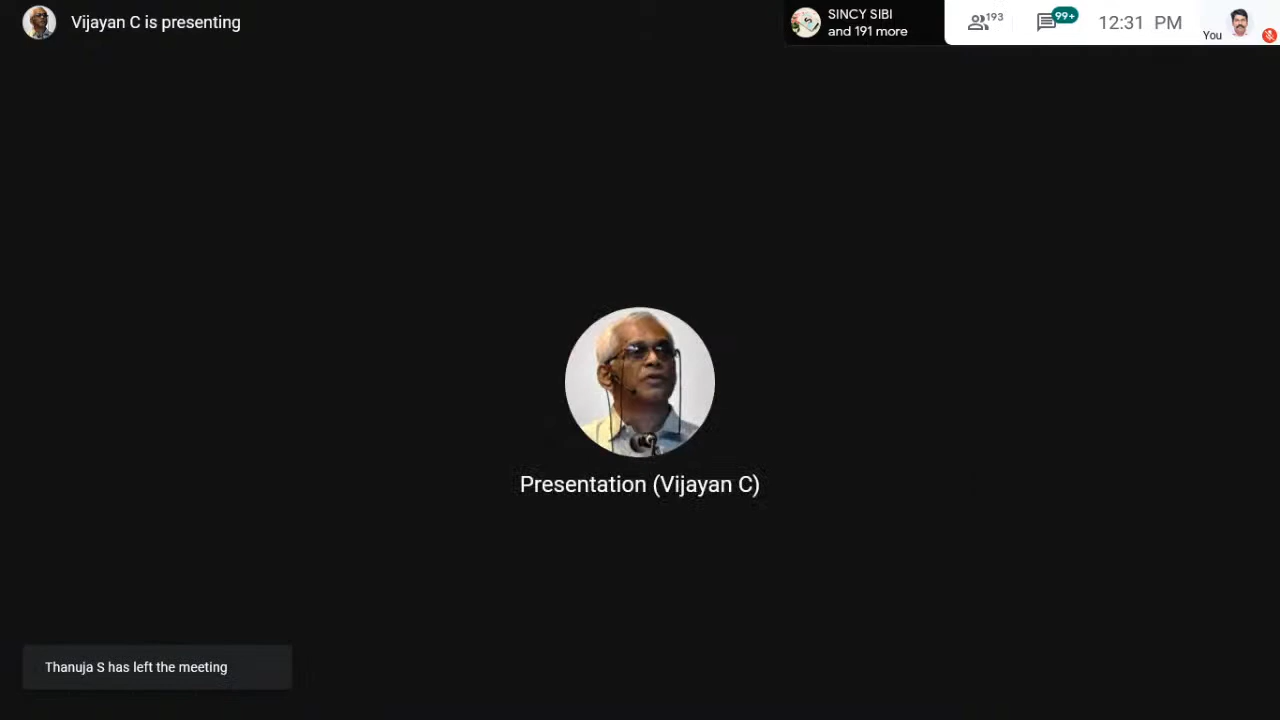 Vijayan C is presenting
SINCY SIBI
and 191 more
193
99+
12:31 PM
You
Presentation (Vijayan C)
Thanuja S has left the meeting